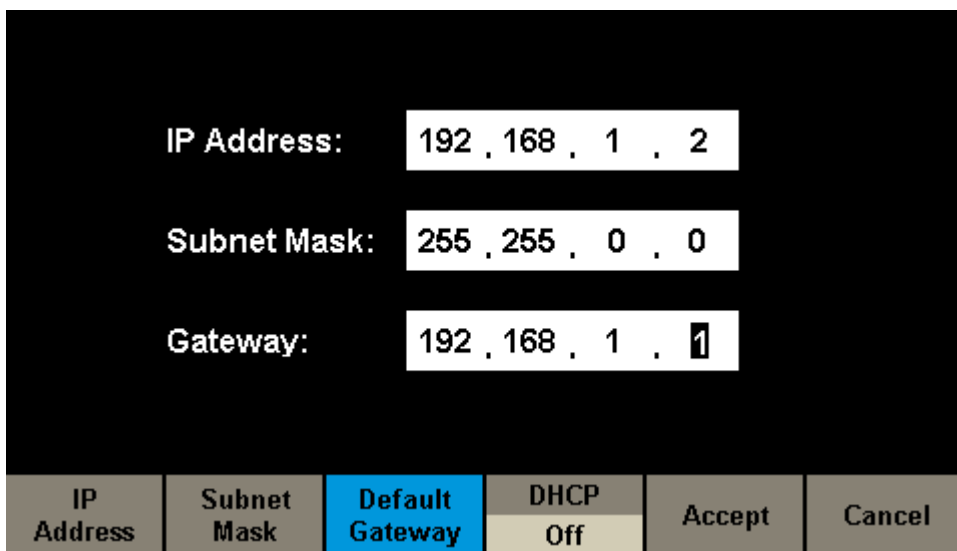 IP Address: 192 . 168 . 1 . 2
Subnet Mask: 255 . 255 . 0 . 0
Gateway: 192 . 168 . 1 . 1
IP Address
Subnet Mask
Default Gateway
DHCP
Off
Accept
Cancel